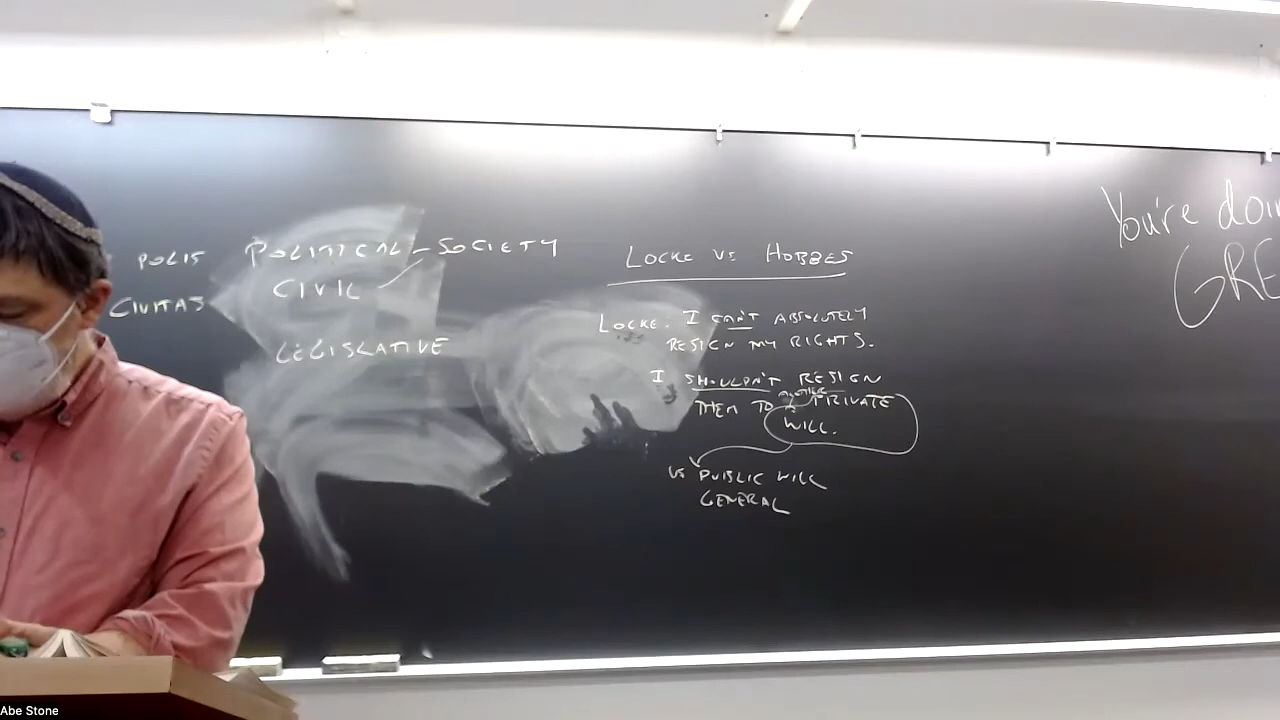 POLIS POLITICAL - SOCIETY
CIVITAS CIVIL
LEGISLATIVE
LOCKE VS HOBBES
LOCKE: I CAN'T ABSOLUTELY
RESIGN MY RIGHTS.
I SHOULDN'T RESIGN
THEM TO ANOTHER PRIVATE
WILL.
VS PUBLIC WILL
GENERAL
You're doin
GRE
Abe Stone